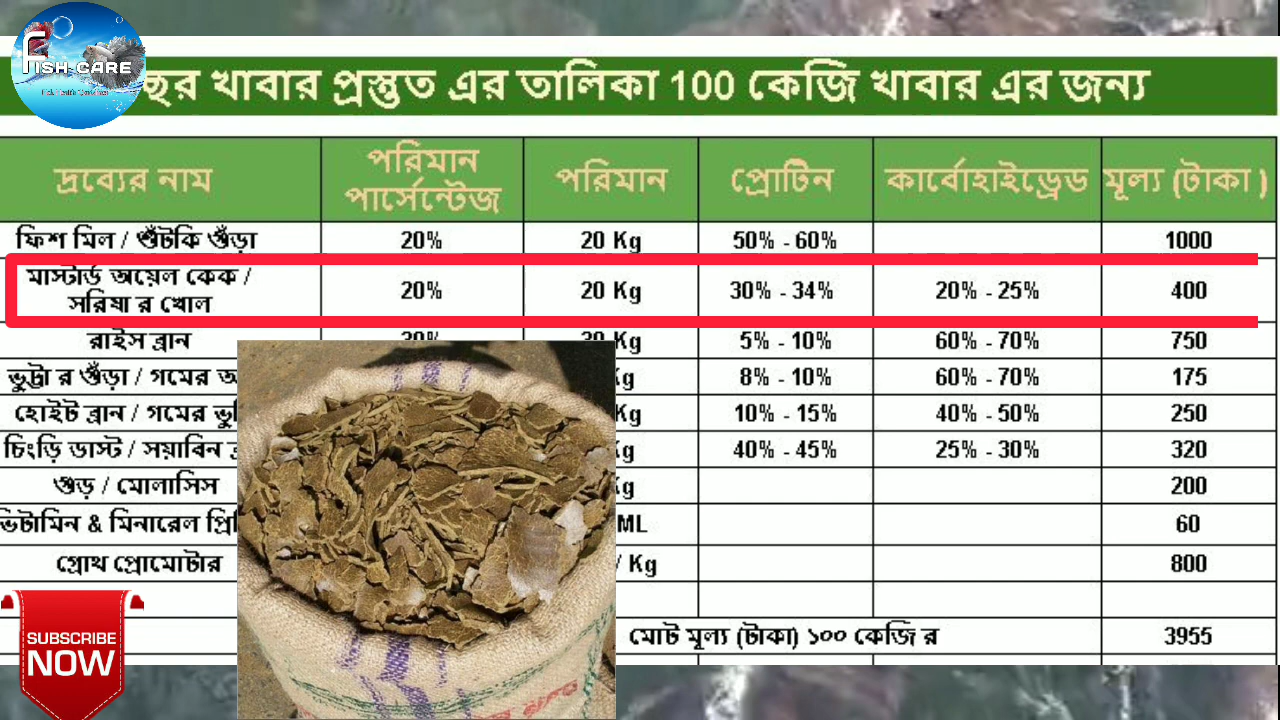 FISH CARE
ছর খাবার প্রস্তুত এর তালিকা 100 কেজি খাবার এর জন্য
দ্রব্যের নাম পরিমান পার্সেন্টেজ পরিমান প্রোটিন কার্বোহাইড্রেড মূল্য (টাকা )
ফিশ মিল / শুঁটকি গুঁড়া 20% 20 Kg 50% - 60% 1000
মাস্টার্ড অয়েল কেক /
সরিষা র খোল 20% 20 Kg 30% - 34% 20% - 25% 400
রাইস ব্রান 30% 30 Kg 5% - 10% 60% - 70% 750
ভুট্টা র গুঁড়া / গমের Kg 8% - 10% 60% - 70% 175
হোইট ব্রান / গমের Kg 10% - 15% 40% - 50% 250
চিংড়ি ডাস্ট / সয়াবিন Kg 40% - 45% 25% - 30% 320
গুড় / মোলাসিস Kg 200
ভিটামিন & মিনারেল ML 60
গ্রোথ প্রোমোটার / Kg 800
মোট মূল্য (টাকা) ১০০ কেজি র 3955
SUBSCRIBE
NOW